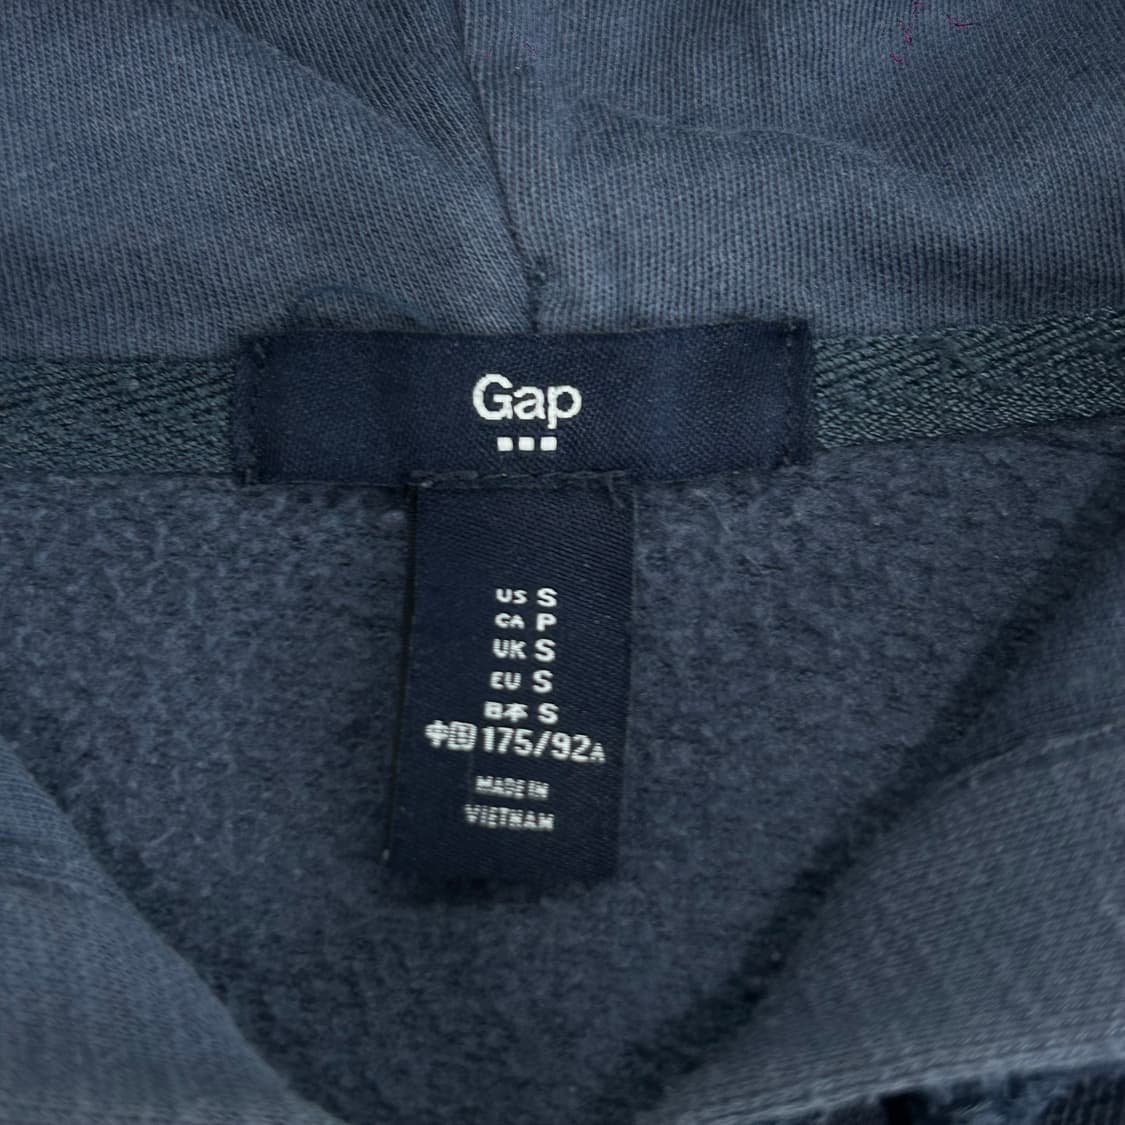 Gap
US S
CA P
UK S
EU S
日本 S
中国 175/92A
MADE IN
VIETNAM